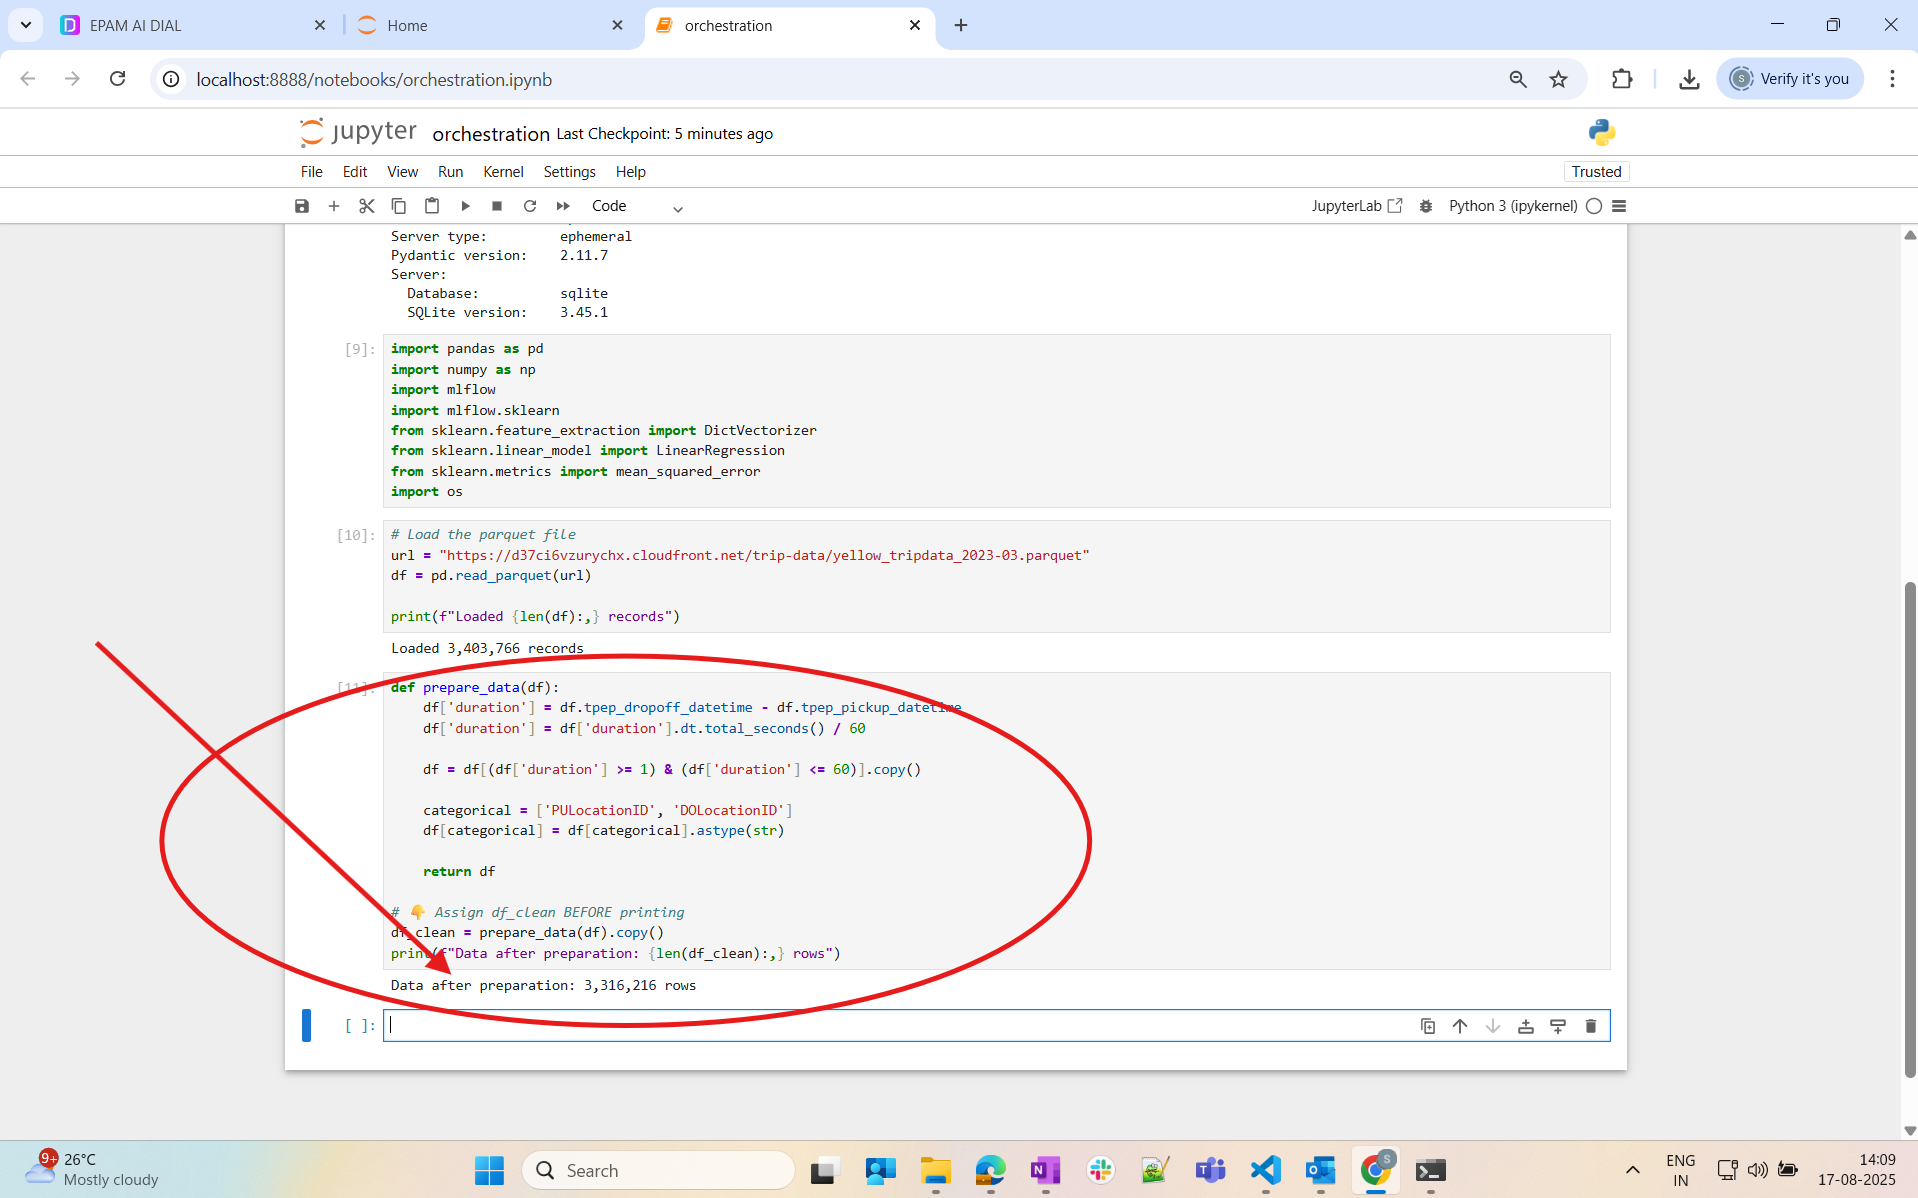 EPAM AI DIAL
Home
orchestration
localhost:8888/notebooks/orchestration.ipynb
S
Verify it's you
jupyter
orchestration Last Checkpoint: 5 minutes ago
File Edit View Run Kernel Settings Help
Trusted
Code
JupyterLab
Python 3 (ipykernel)
Server type: ephemeral
Pydantic version: 2.11.7
Server:
Database: sqlite
SQLite version: 3.45.1
[9]:
import pandas as pd
import numpy as np
import mlflow
import mlflow.sklearn
from sklearn.feature_extraction import DictVectorizer
from sklearn.linear_model import LinearRegression
from sklearn.metrics import mean_squared_error
import os
[10]:
# Load the parquet file
url = "https://d37ci6vzurychx.cloudfront.net/trip-data/yellow_tripdata_2023-03.parquet"
df = pd.read_parquet(url)
print(f"Loaded {len(df):,} records")
Loaded 3,403,766 records
[11]:
def prepare_data(df):
df['duration'] = df.tpep_dropoff_datetime - df.tpep_pickup_datetime
df['duration'] = df['duration'].dt.total_seconds() / 60
df = df[(df['duration'] >= 1) & (df['duration'] <= 60)].copy()
categorical = ['PULocationID', 'DOLocationID']
df[categorical] = df[categorical].astype(str)
return df
# 👇 Assign df_clean BEFORE printing
df_clean = prepare_data(df).copy()
print(f"Data after preparation: {len(df_clean):,} rows")
Data after preparation: 3,316,216 rows
[ ]:
9+
26°C
Mostly cloudy
Search
S
ENG
IN
14:09
17-08-2025